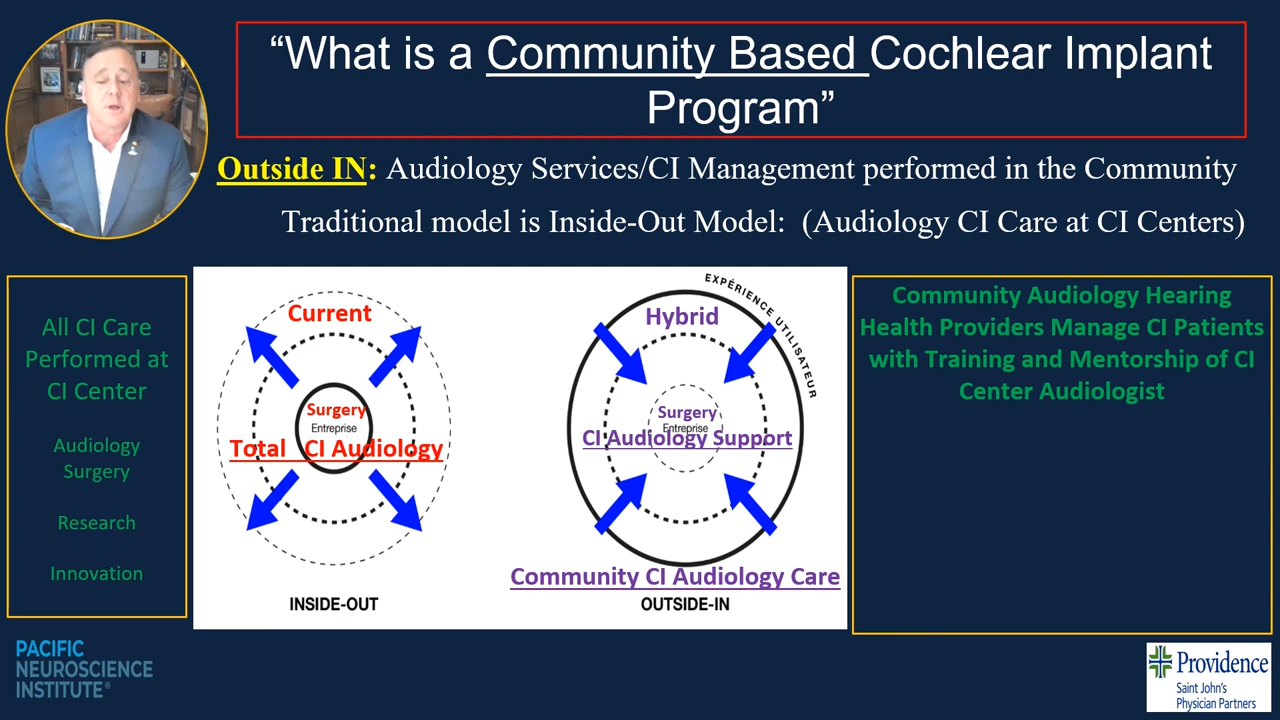 “What is a Community Based Cochlear Implant
Program”
Outside IN: Audiology Services/CI Management performed in the Community
Traditional model is Inside-Out Model: (Audiology CI Care at CI Centers)
All CI Care
Performed at
CI Center
Audiology
Surgery
Research
Innovation
Current
Surgery
Entreprise
Total CI Audiology
INSIDE-OUT
EXPÉRIENCE UTILISATEUR
Hybrid
Surgery
Entreprise
CI Audiology Support
Community CI Audiology Care
OUTSIDE-IN
Community Audiology Hearing
Health Providers Manage CI Patients
with Training and Mentorship of CI
Center Audiologist
PACIFIC
NEUROSCIENCE
INSTITUTE®
Providence
Saint John's
Physician Partners